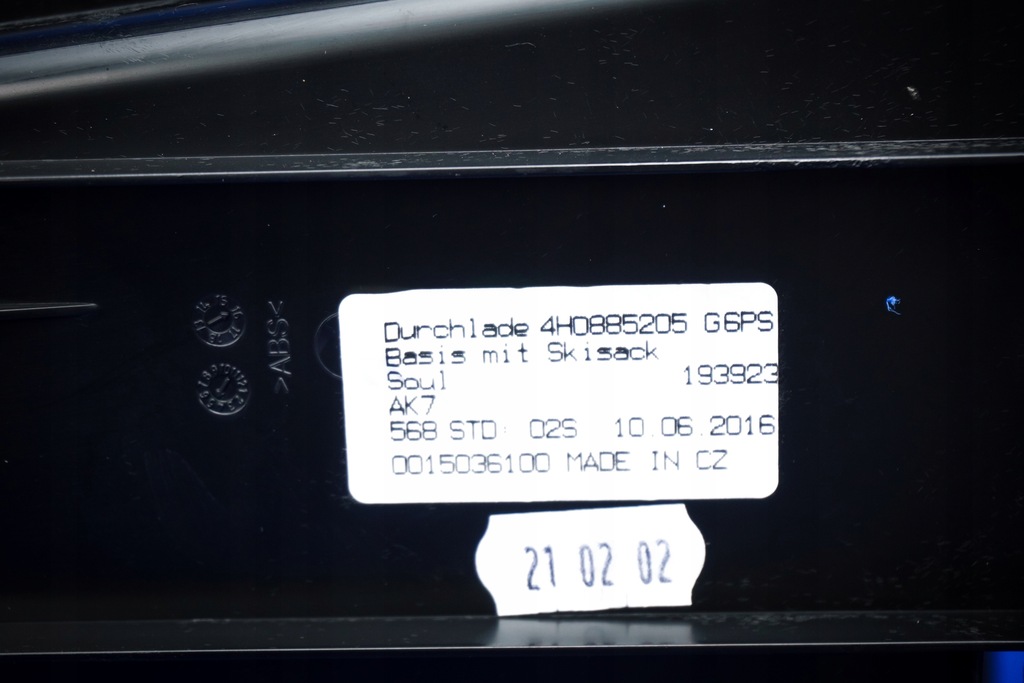 >ABS<
Durchlade 4H0885205 G6PS
Basis mit Skisack
Soul 193923
AK7
568 STD: 02S 10.06.2016
0015036100 MADE IN CZ
21 02 02